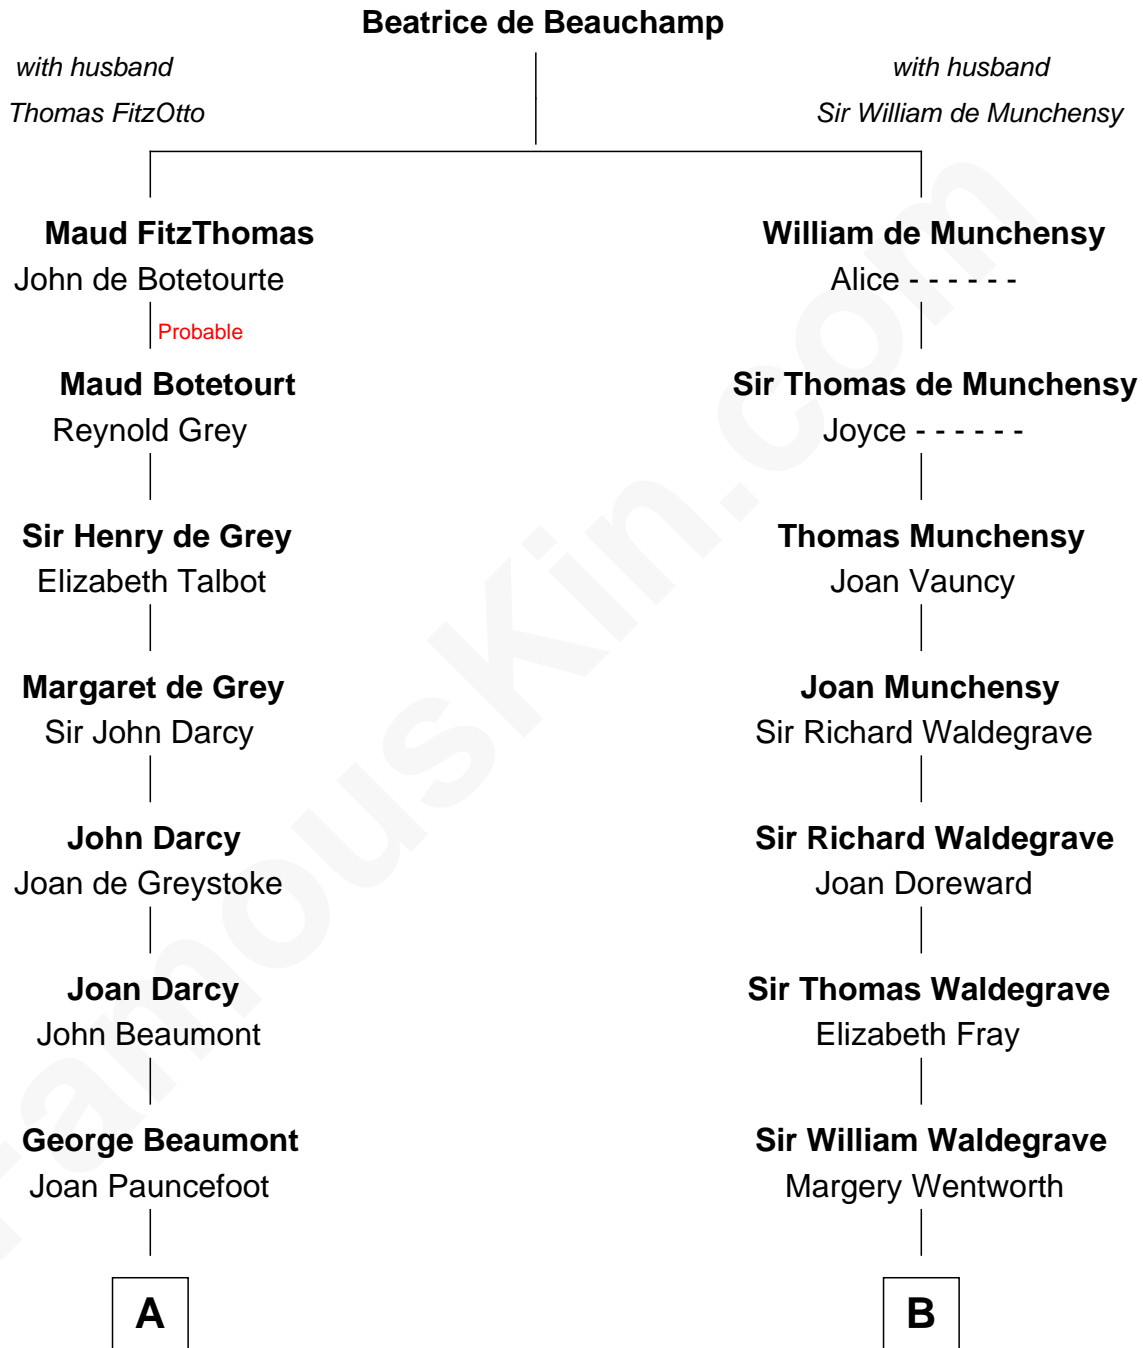 Beatrice de Beauchamp
with husband
Thomas FitzOtto
with husband
Sir William de Munchensy
Maud FitzThomas
John de Botetourte
Probable
Maud Botetourt
Reynold Grey
Sir Henry de Grey
Elizabeth Talbot
Margaret de Grey
Sir John Darcy
John Darcy
Joan de Greystoke
Joan Darcy
John Beaumont
George Beaumont
Joan Pauncefoot
A
William de Munchensy
Alice - - - - - -
Sir Thomas de Munchensy
Joyce - - - - - -
Thomas Munchensy
Joan Vauncy
Joan Munchensy
Sir Richard Waldegrave
Sir Richard Waldegrave
Joan Doreward
Sir Thomas Waldegrave
Elizabeth Fray
Sir William Waldegrave
Margery Wentworth
B
FamousKin.com